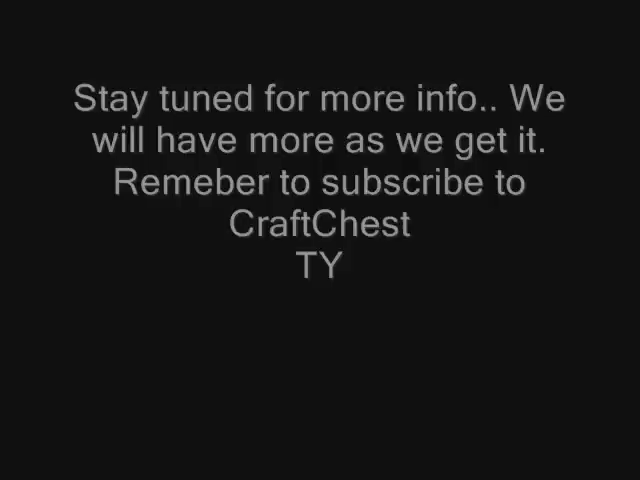 Stay tuned for more info.. We
will have more as we get it.
Remeber to subscribe to
CraftChest
TY